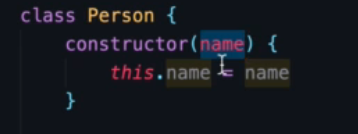 class Person {
constructor(name) {
this.name = name
}